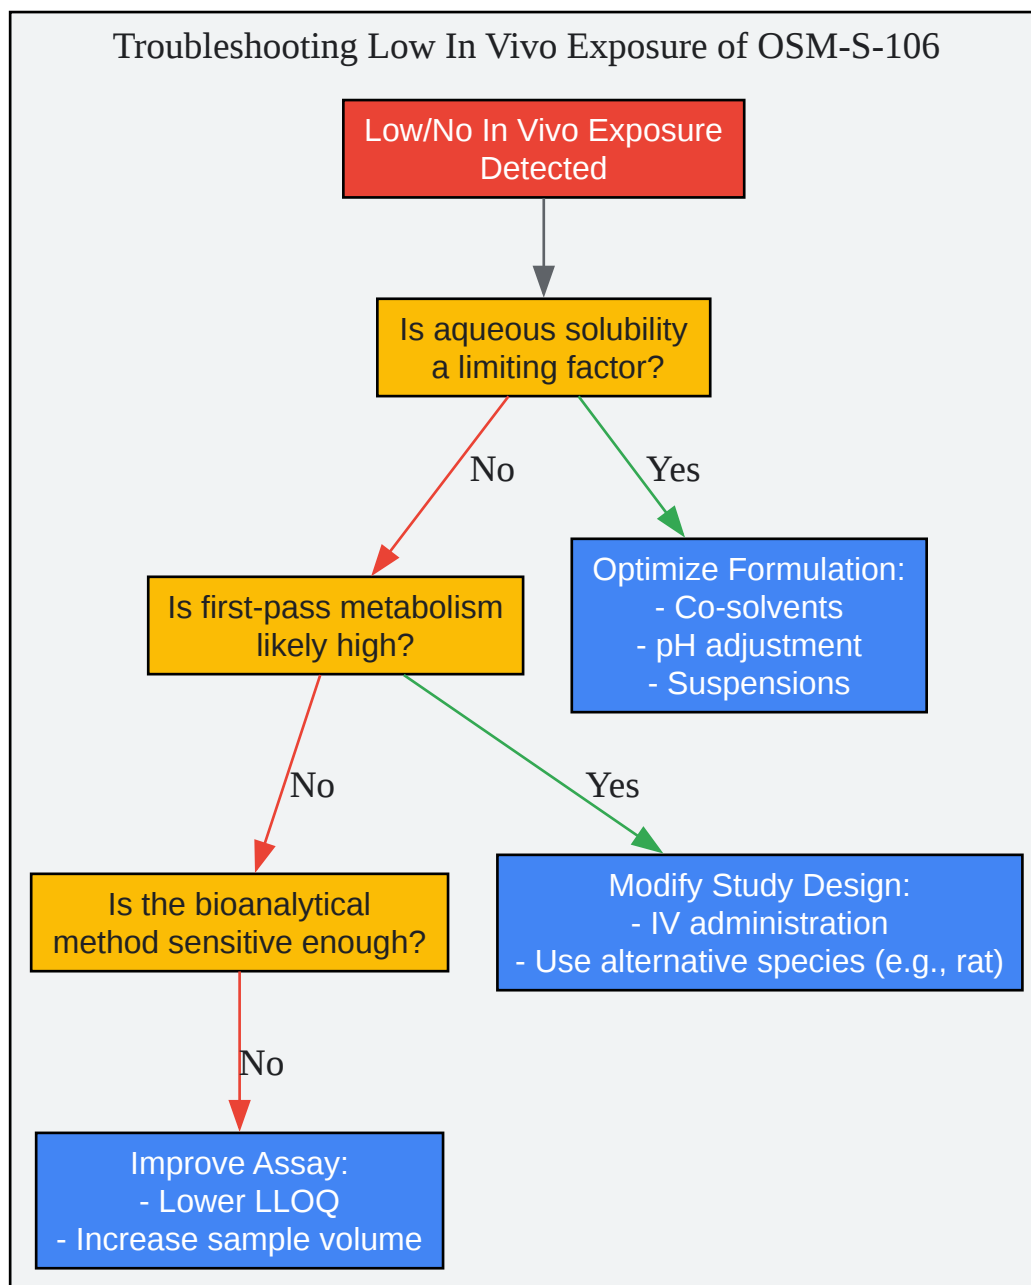 Troubleshooting Low In Vivo Exposure of OSM-S-106
Low/No In Vivo Exposure
Detected
Is aqueous solubility
a limiting factor?
No
Yes
Optimize Formulation:
- Co-solvents
- pH adjustment
- Suspensions
Is first-pass metabolism
likely high?
No
Yes
Modify Study Design:
- IV administration
- Use alternative species (e.g., rat)
Is the bioanalytical
method sensitive enough?
No
Improve Assay:
- Lower LLOQ
- Increase sample volume